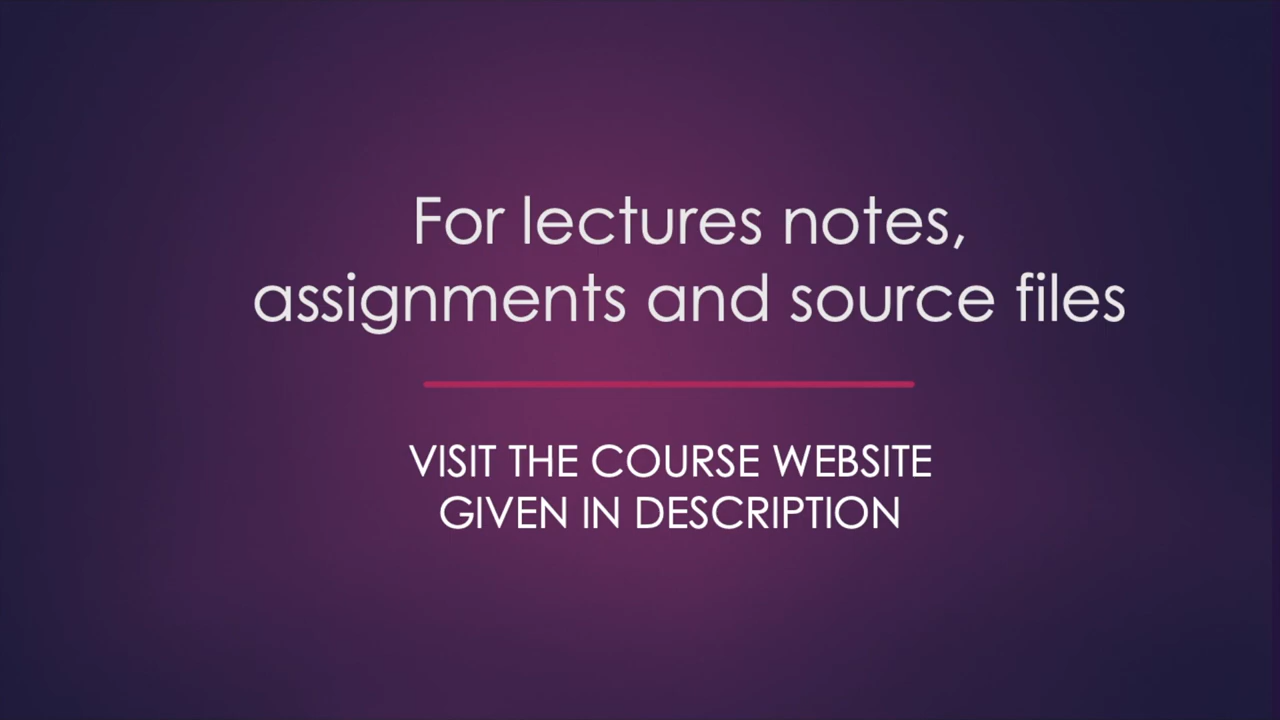 For lectures notes,
assignments and source files
VISIT THE COURSE WEBSITE
GIVEN IN DESCRIPTION